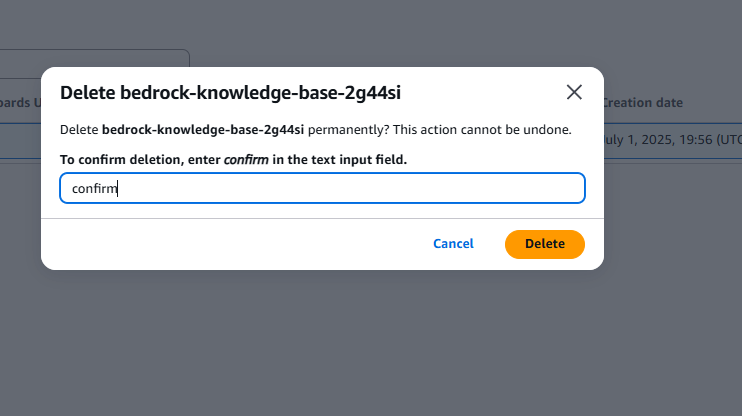 Delete bedrock-knowledge-base-2g44si
Delete bedrock-knowledge-base-2g44si permanently? This action cannot be undone.
To confirm deletion, enter confirm in the text input field.
confirm
Cancel
Delete
ards U
Creation date
uly 1, 2025, 19:56 (UTC